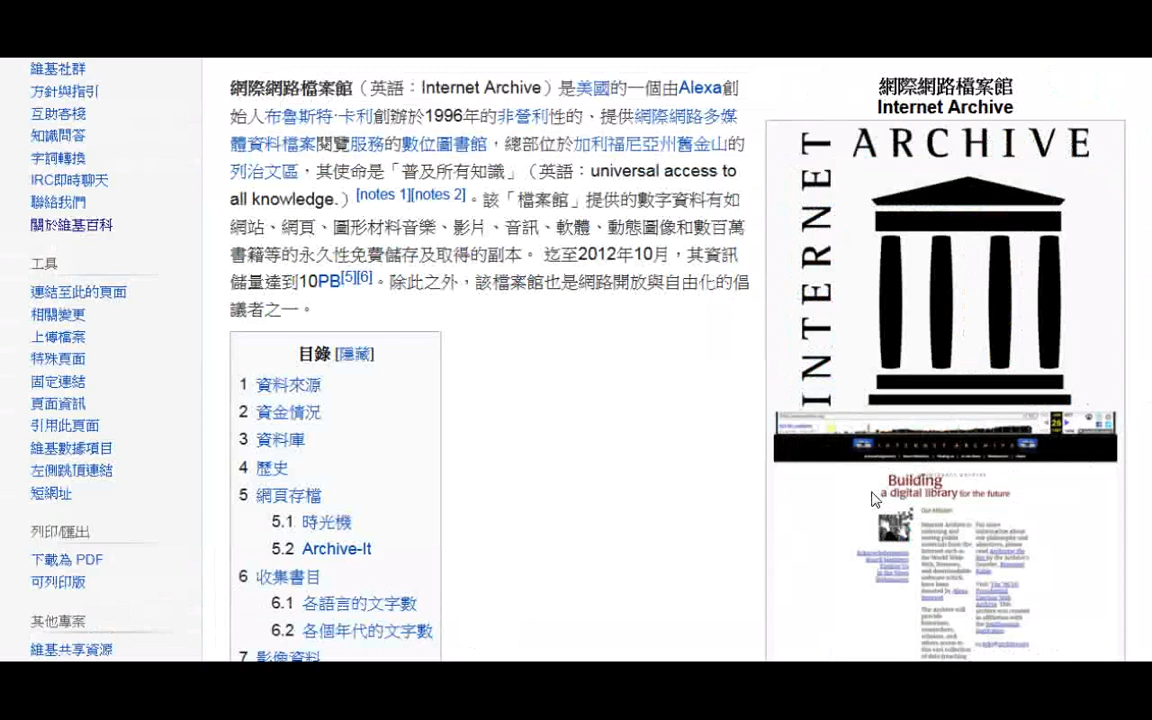 維基社群
方針與指引
互助客棧
知識問答
字詞轉換
IRC即時聊天
聯絡我們
關於維基百科
工具
連結至此的頁面
相關變更
上傳檔案
特殊頁面
固定連結
頁面資訊
引用此頁面
維基數據項目
左側跳頂連結
短網址
列印/匯出
下載為 PDF
可列印版
其他專案
維基共享資源
網際網路檔案館（英語：Internet Archive）是美國的一個由Alexa創
始人布魯斯特·卡利創辦於1996年的非營利性的、提供網際網路多媒
體資料檔案閱覽服務的數位圖書館，總部位於加利福尼亞州舊金山的
列治文區，其使命是「普及所有知識」（英語：universal access to
all knowledge.）[notes 1][notes 2]。該「檔案館」提供的數字資料有如
網站、網頁、圖形材料音樂、影片、音訊、軟體、動態圖像和數百萬
書籍等的永久性免費儲存及取得的副本。 迄至2012年10月，其資訊
儲量達到10PB[5][6]。除此之外，該檔案館也是網路開放與自由化的倡
議者之一。
目錄 [隱藏]
1 資料來源
2 資金情況
3 資料庫
4 歷史
5 網頁存檔
5.1 時光機
5.2 Archive-It
6 收集書目
6.1 各語言的文字數
6.2 各個年代的文字數
7 影像資料
網際網路檔案館
Internet Archive
INTERNET
ARCHIVE
INTERNET ARCHIVE
Building
a digital library for the future